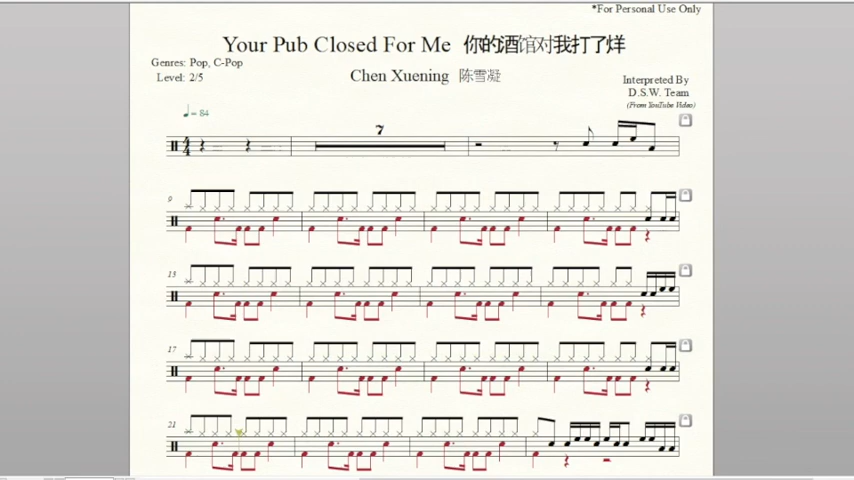 *For Personal Use Only
Your Pub Closed For Me 你的酒馆对我打了烊
Genres: Pop, C-Pop
Level: 2/5
Chen Xuening 陈雪凝
Interpreted By
D.S.W. Team
(From YouTube Video)
= 84
7
9
13
17
21